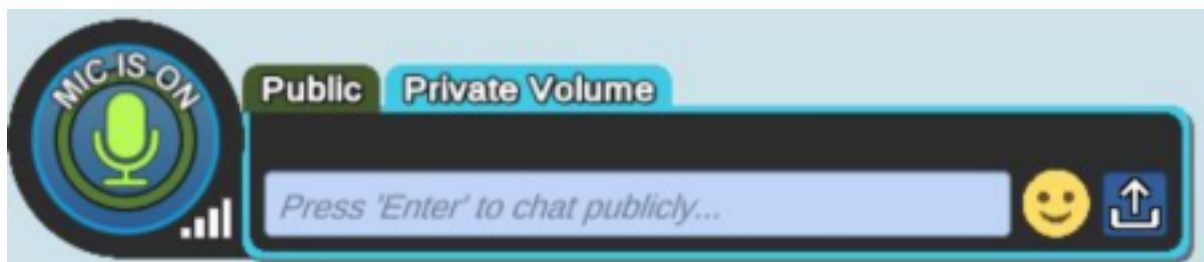 MIC IS ON
Public
Private Volume
Press 'Enter' to chat publicly...